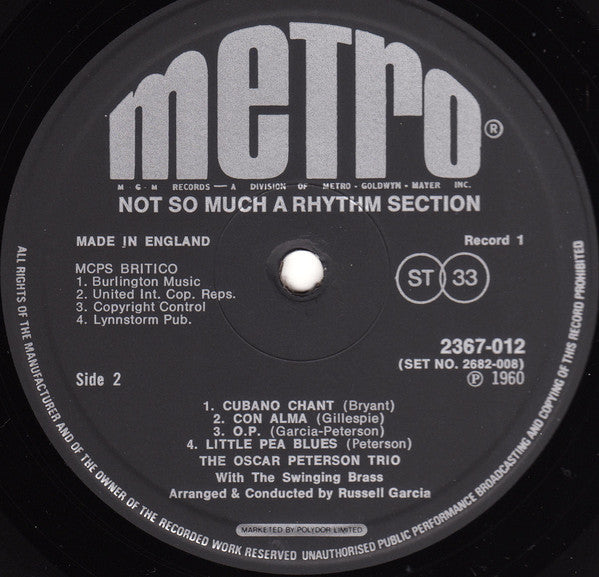 metro®
MGM RECORDS — A DIVISION OF METRO - GOLDWYN - MAYER INC.
NOT SO MUCH A RHYTHM SECTION
MADE IN ENGLAND
Record 1
MCPS BRITICO
1. Burlington Music
2. United Int. Cop. Reps.
3. Copyright Control
4. Lynnstorm Pub.
ST 33
Side 2
2367-012
(SET NO. 2682-008)
℗ 1960
1. CUBANO CHANT (Bryant)
2. CON ALMA (Gillespie)
3. O.P. (Garcia-Peterson)
4. LITTLE PEA BLUES (Peterson)
THE OSCAR PETERSON TRIO
With The Swinging Brass
Arranged & Conducted by Russell Garcia
MARKETED BY POLYDOR LIMITED
ALL RIGHTS OF THE MANUFACTURER AND OF THE OWNER OF THE RECORDED WORK RESERVED UNAUTHORISED PUBLIC PERFORMANCE BROADCASTING AND COPYING OF THIS RECORD PROHIBITED